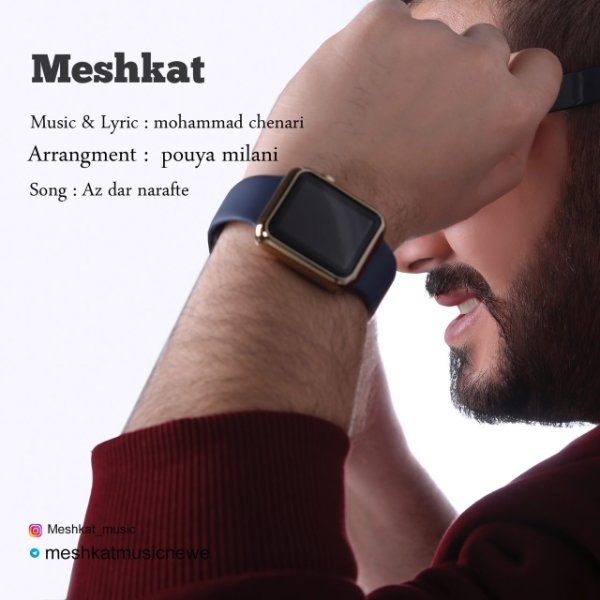 Meshkat
Music & Lyric : mohammad chenari
Arrangment : pouya milani
Song : Az dar narafte
Meshkat_music
meshkatmusicnewe